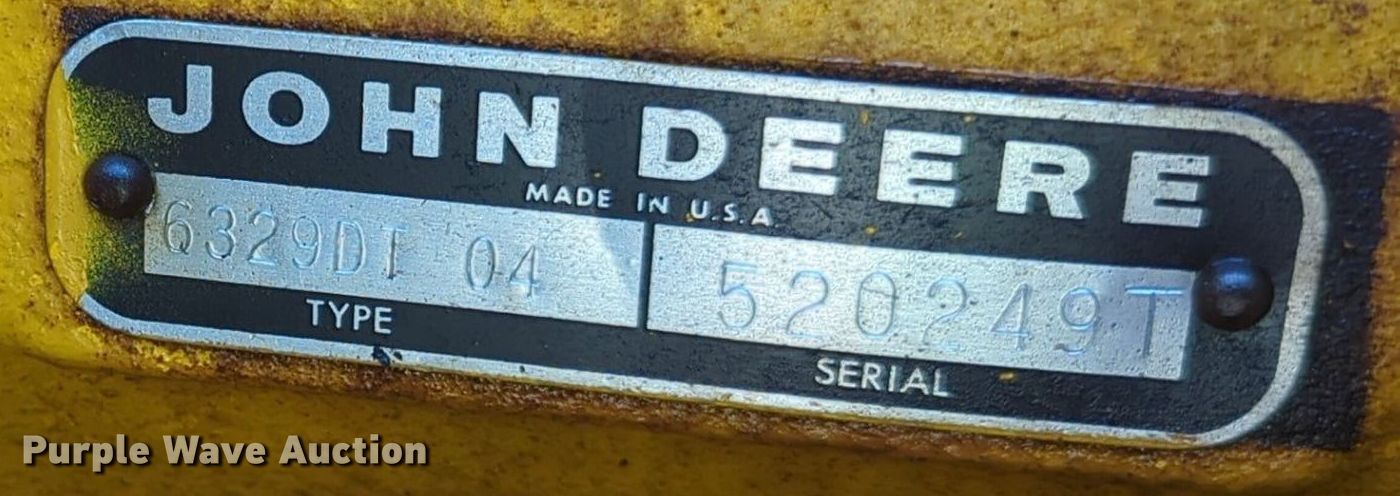 JOHN DEERE
MADE IN U.S.A.
6329DT 04 520249T
TYPE SERIAL
Purple Wave Auction